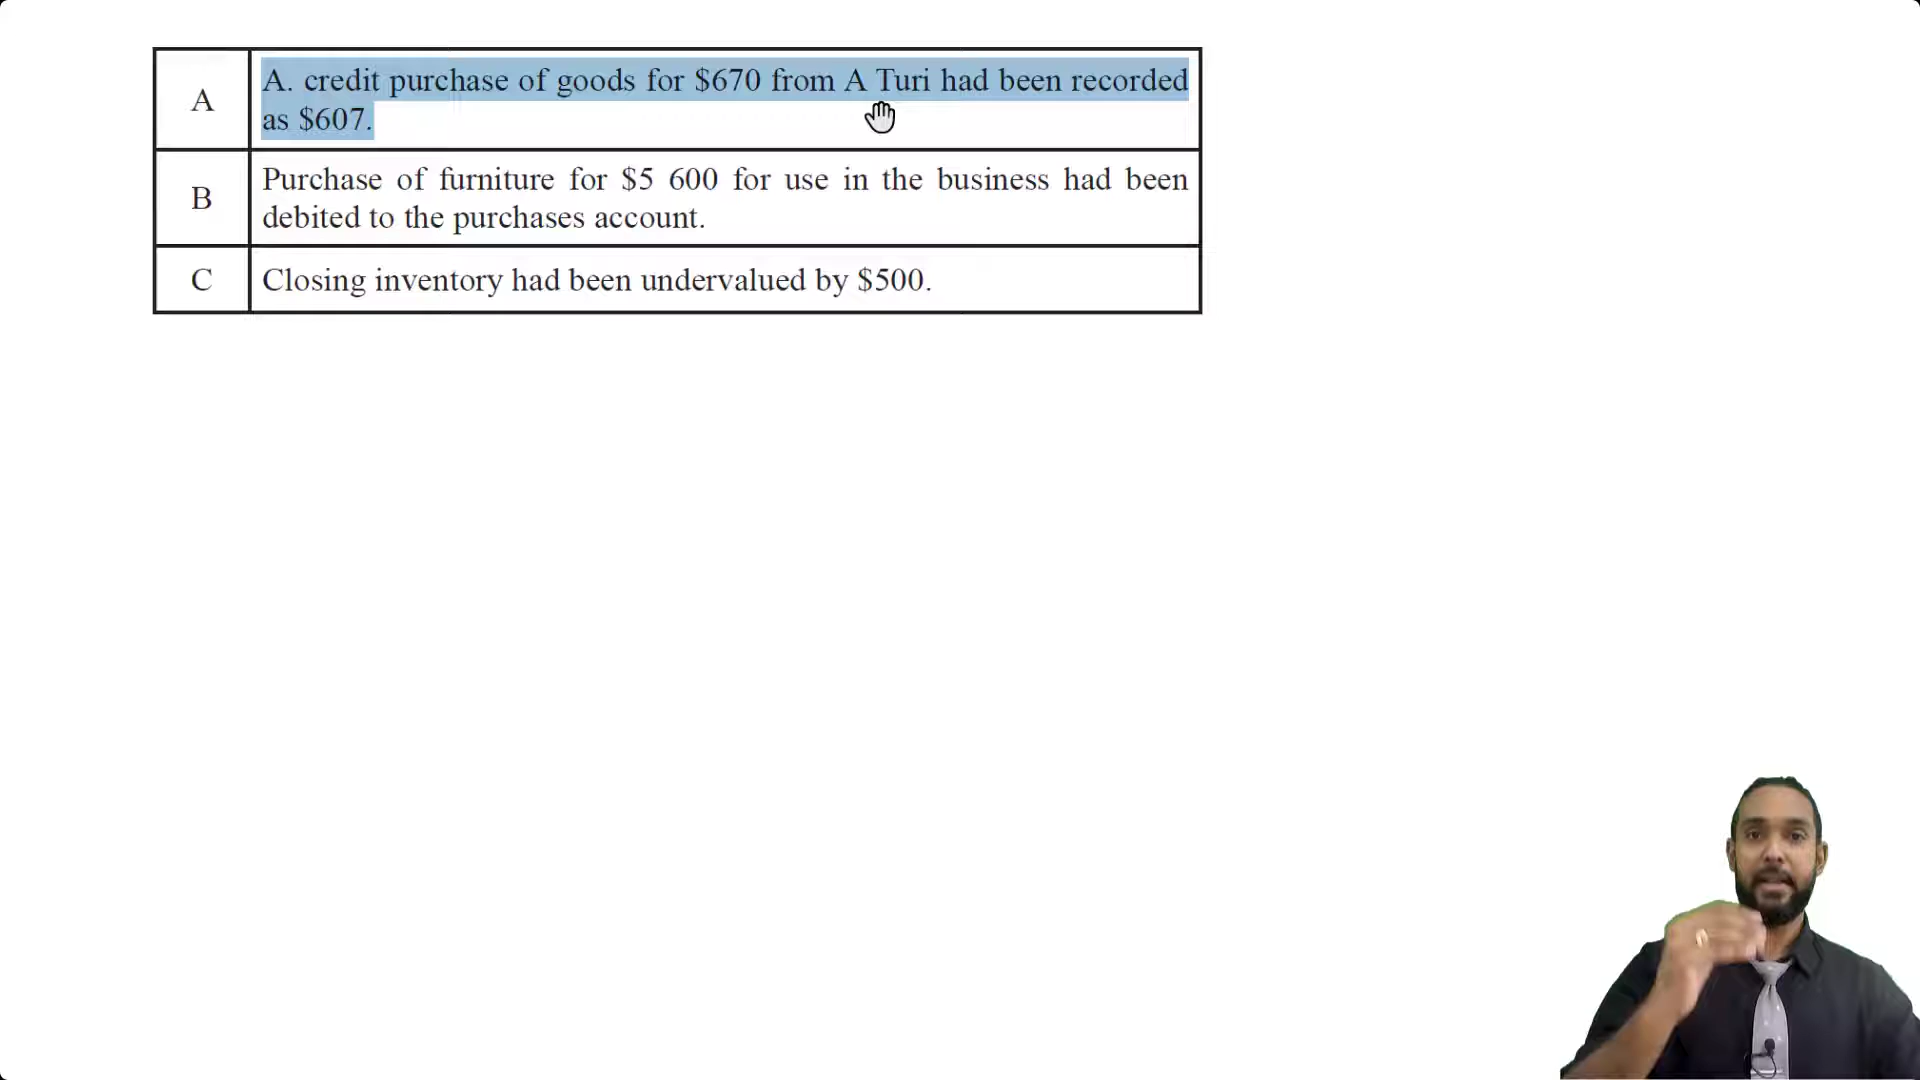 A
A. credit purchase of goods for $670 from A Turi had been recorded
as $607.
B
Purchase of furniture for $5 600 for use in the business had been
debited to the purchases account.
C
Closing inventory had been undervalued by $500.